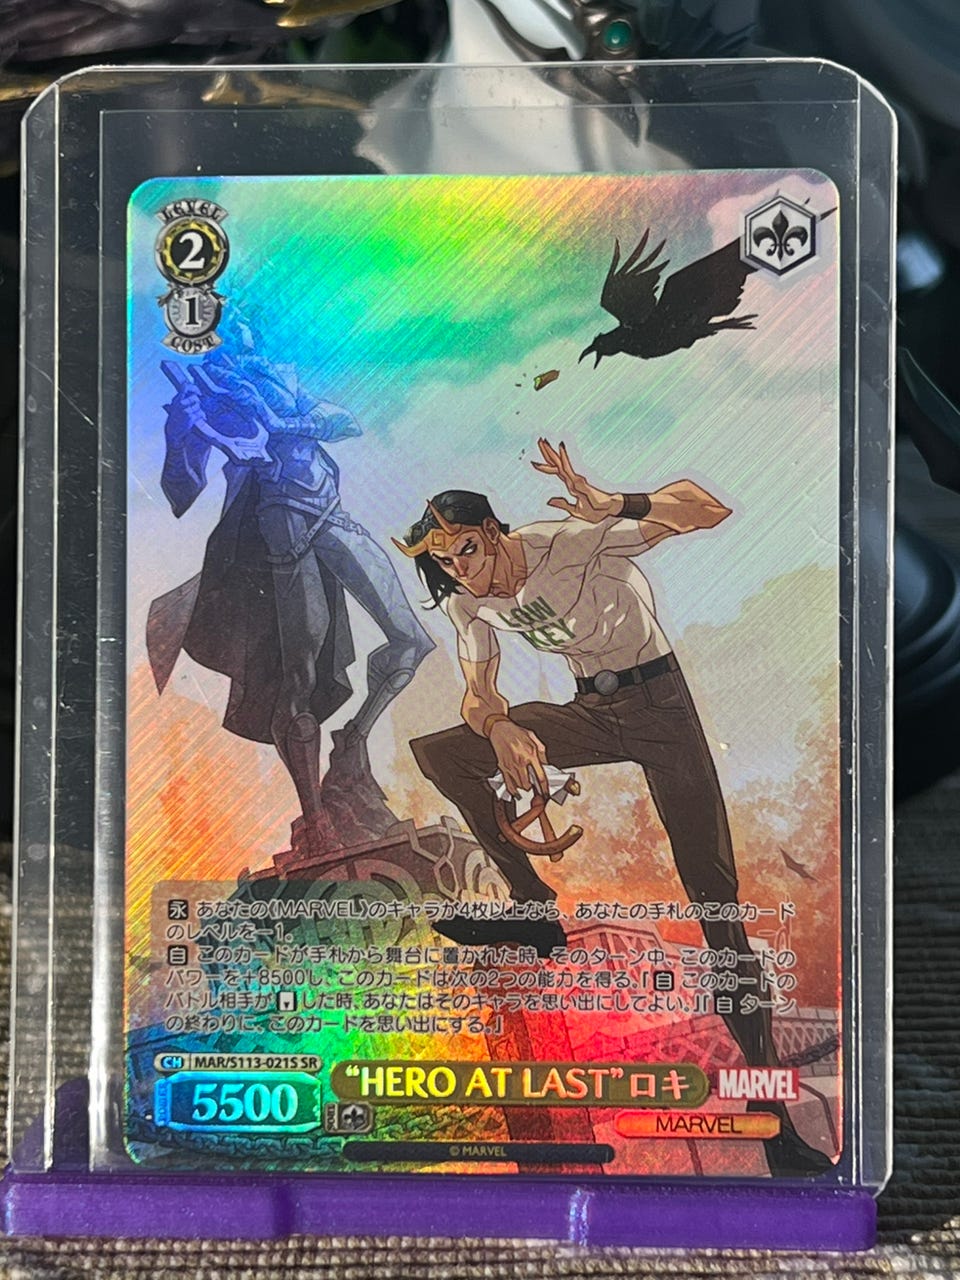 LEVEL
2
1
COST
LOW
KEY
永 あなたの《MARVEL》のキャラが4枚以上なら、あなたの手札のこのカード
のレベルを－1。
自 このカードが手札から舞台に置かれた時、そのターン中、このカードの
パワーを＋8500し、このカードは次の2つの能力を得る。『自 このカードの
バトル相手が した時、あなたはそのキャラを思い出にしてよい。』『自 ターン
の終わりに、このカードを思い出にする。』
CH MAR/S113-021S SR
5500
“HERO AT LAST”ロキ
MARVEL
MARVEL
© MARVEL